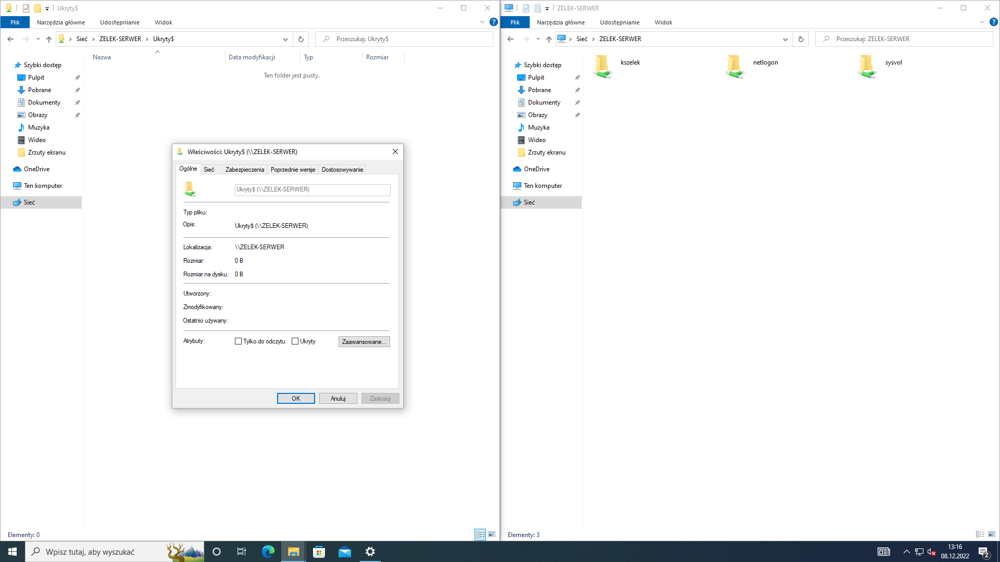 Ukryty$
Plik
Narzędzia główne
Udostępnianie
Widok
Sieć
ZELEK-SERWER
Ukryty$
Przeszukaj: Ukryty$
Szybki dostęp
Pulpit
Pobrane
Dokumenty
Obrazy
Muzyka
Wideo
Zrzuty ekranu
OneDrive
Ten komputer
Sieć
Nazwa
Data modyfikacji
Typ
Rozmiar
Ten folder jest pusty.
Właściwości: Ukryty$ (\\ZELEK-SERWER)
Ogólne
Sieć
Zabezpieczenia
Poprzednie wersje
Dostosowywanie
Ukryty$ (\\ZELEK-SERWER)
Typ pliku:
Opis:
Ukryty$ (\\ZELEK-SERWER)
Lokalizacja:
\\ZELEK-SERWER
Rozmiar:
0 B
Rozmiar na dysku:
0 B
Utworzony:
Zmodyfikowany:
Ostatnio używany:
Atrybuty:
Tylko do odczytu
Ukryty
Zaawansowane...
OK
Anuluj
Zastosuj
Elementy: 0
ZELEK-SERWER
Plik
Narzędzia główne
Udostępnianie
Widok
Sieć
ZELEK-SERWER
Przeszukaj: ZELEK-SERWER
Szybki dostęp
Pulpit
Pobrane
Dokumenty
Obrazy
Muzyka
Wideo
Zrzuty ekranu
OneDrive
Ten komputer
Sieć
kszelek
netlogon
sysvol
Elementy: 3
Wpisz tutaj, aby wyszukać
13:16
08.12.2022
2